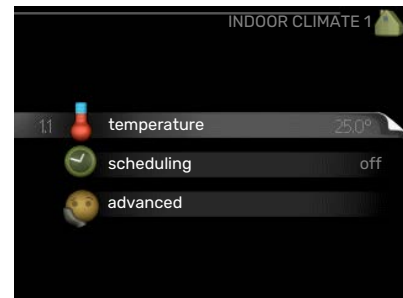 INDOOR CLIMATE 1
1.1 temperature 25.0°
scheduling off
advanced